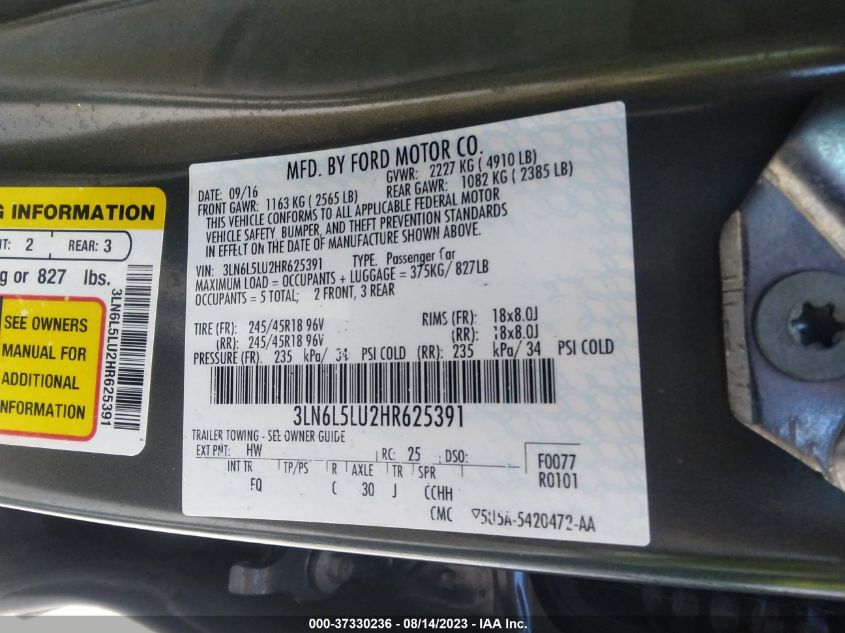 G INFORMATION
NT: 2 REAR: 3
g or 827 lbs.
SEE OWNERS
MANUAL FOR
ADDITIONAL
INFORMATION
3LN6L5LU2HR625391
MFD. BY FORD MOTOR CO.
DATE: 09/16 GVWR: 2227 KG ( 4910 LB)
FRONT GAWR: 1163 KG ( 2565 LB) REAR GAWR: 1082 KG ( 2385 LB)
THIS VEHICLE CONFORMS TO ALL APPLICABLE FEDERAL MOTOR
VEHICLE SAFETY, BUMPER, AND THEFT PREVENTION STANDARDS
IN EFFECT ON THE DATE OF MANUFACTURE SHOWN ABOVE.
VIN: 3LN6L5LU2HR625391 TYPE: Passenger Car
MAXIMUM LOAD = OCCUPANTS + LUGGAGE = 375KG/ 827LB
OCCUPANTS = 5 TOTAL; 2 FRONT, 3 REAR
TIRE (FR): 245/45R18 96V RIMS (FR): 18x8.0J
(RR): 245/45R18 96V (RR): 18x8.0J
PRESSURE (FR): 235 kPa/ 34 PSI COLD (RR): 235 kPa/ 34 PSI COLD
3LN6L5LU2HR625391
TRAILER TOWING - SEE OWNER GUIDE
EXT PNT: HW RC: 25 DSO: F0077
INT TR TP/PS R AXLE TR SPR R0101
FQ C 30 J CCHH
CMC 5U5A-5420472-AA
000-37330236 - 08/14/2023 - IAA Inc.